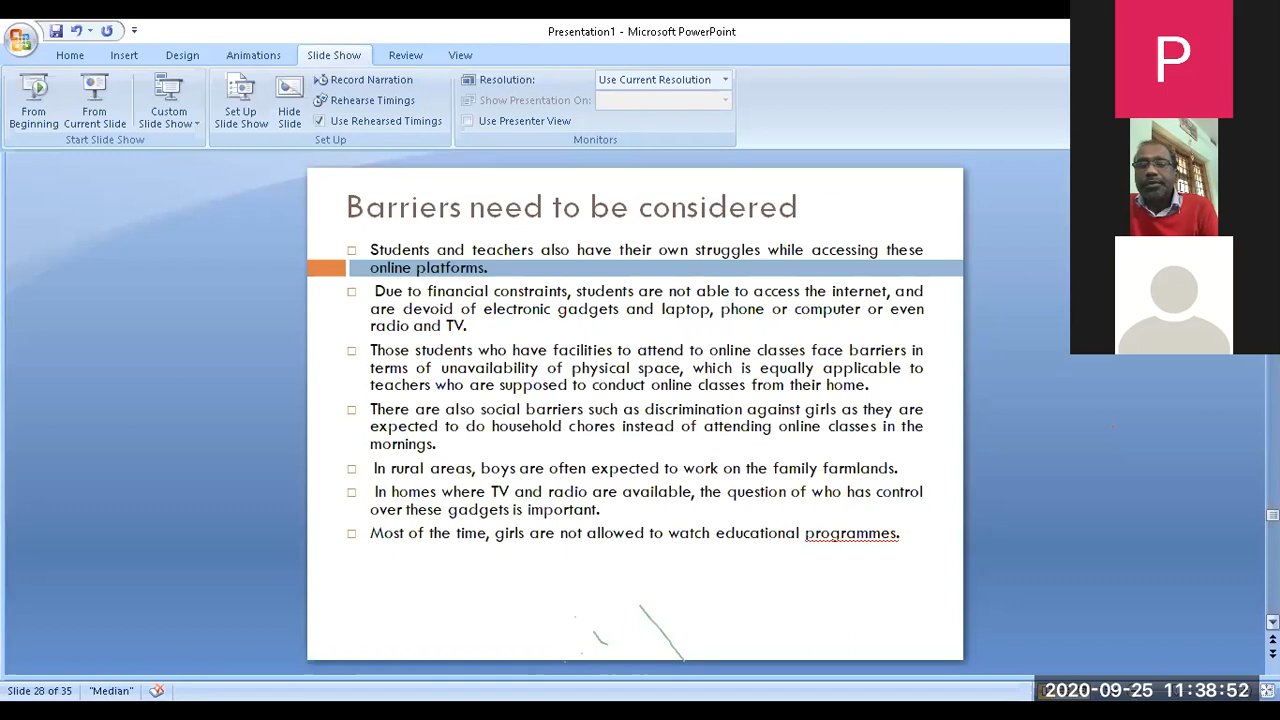 Presentation1 - Microsoft PowerPoint
Home Insert Design Animations Slide Show Review View
From Beginning
From Current Slide
Custom Slide Show
Start Slide Show
Set Up Slide Show
Hide Slide
Record Narration
Rehearse Timings
Use Rehearsed Timings
Set Up
Resolution: Use Current Resolution
Show Presentation On:
Use Presenter View
Monitors
P
Barriers need to be considered
Students and teachers also have their own struggles while accessing these
online platforms.
Due to financial constraints, students are not able to access the internet, and
are devoid of electronic gadgets and laptop, phone or computer or even
radio and TV.
Those students who have facilities to attend to online classes face barriers in
terms of unavailability of physical space, which is equally applicable to
teachers who are supposed to conduct online classes from their home.
There are also social barriers such as discrimination against girls as they are
expected to do household chores instead of attending online classes in the
mornings.
In rural areas, boys are often expected to work on the family farmlands.
In homes where TV and radio are available, the question of who has control
over these gadgets is important.
Most of the time, girls are not allowed to watch educational programmes.
Slide 28 of 35 "Median"
2020-09-25 11:38:52